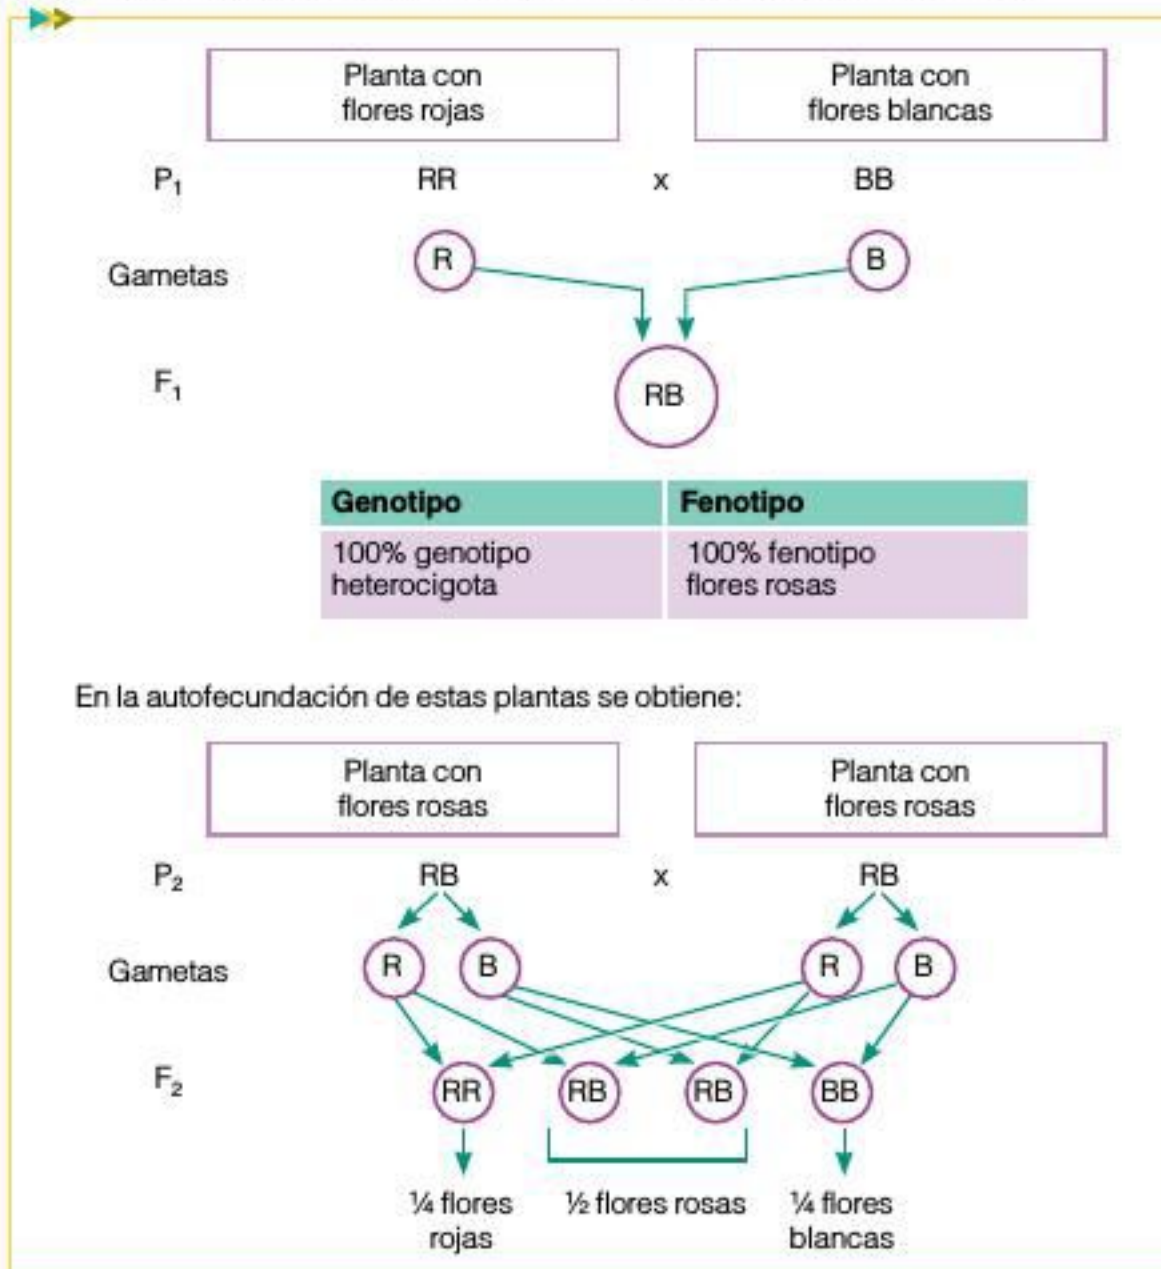 Planta con
flores rojas
Planta con
flores blancas
P₁ RR x BB
Gametas R B
F₁ RB
Genotipo Fenotipo
100% genotipo
heterocigota
100% fenotipo
flores rosas
En la autofecundación de estas plantas se obtiene:
Planta con
flores rosas
Planta con
flores rosas
P₂ RB x RB
Gametas R B R B
F₂ RR RB RB BB
¼ flores
rojas
½ flores rosas
¼ flores
blancas